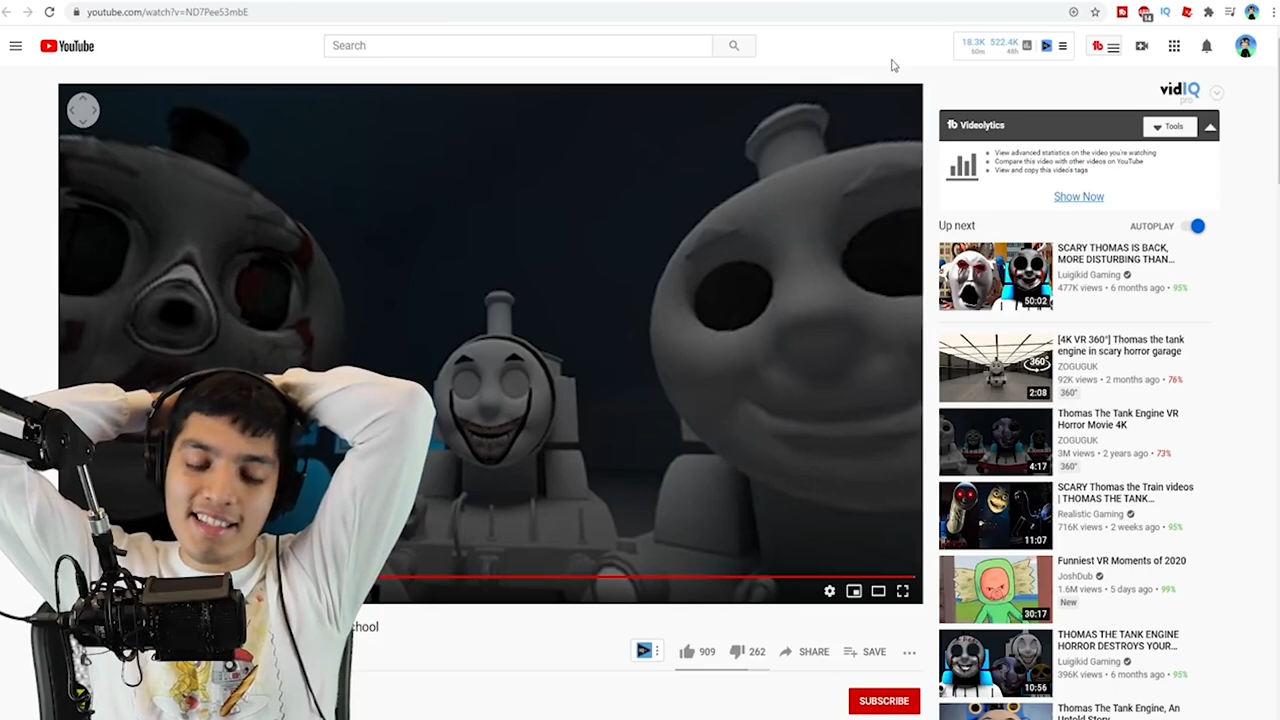 youtube.com/watch?v=ND7Pee53mbE
14
IQ
YouTube
Search
18.3K 522.4K
60m 48h
tb
vidIQ
pro
tb Videolytics
Tools
View advanced statistics on the video you're watching
Compare this video with other videos on YouTube
View and copy this video's tags
Show Now
Up next
AUTOPLAY
SCARY THOMAS IS BACK,
MORE DISTURBING THAN...
Luigikid Gaming
477K views • 6 months ago • 95%
50:02
[4K VR 360°] Thomas the tank
engine in scary horror garage
ZOGUGUK
92K views • 2 months ago • 76%
360°
360°
2:08
Thomas The Tank Engine VR
Horror Movie 4K
ZOGUGUK
3M views • 2 years ago • 73%
360°
4:17
SCARY Thomas the Train videos
| THOMAS THE TANK...
Realistic Gaming
716K views • 2 weeks ago • 95%
11:07
Funniest VR Moments of 2020
JoshDub
1.6M views • 5 days ago • 99%
New
30:17
THOMAS THE TANK ENGINE
HORROR DESTROYS YOUR...
Luigikid Gaming
396K views • 6 months ago • 95%
10:56
Thomas The Tank Engine, An
Untold Story
chool
909
262
SHARE
SAVE
SUBSCRIBE